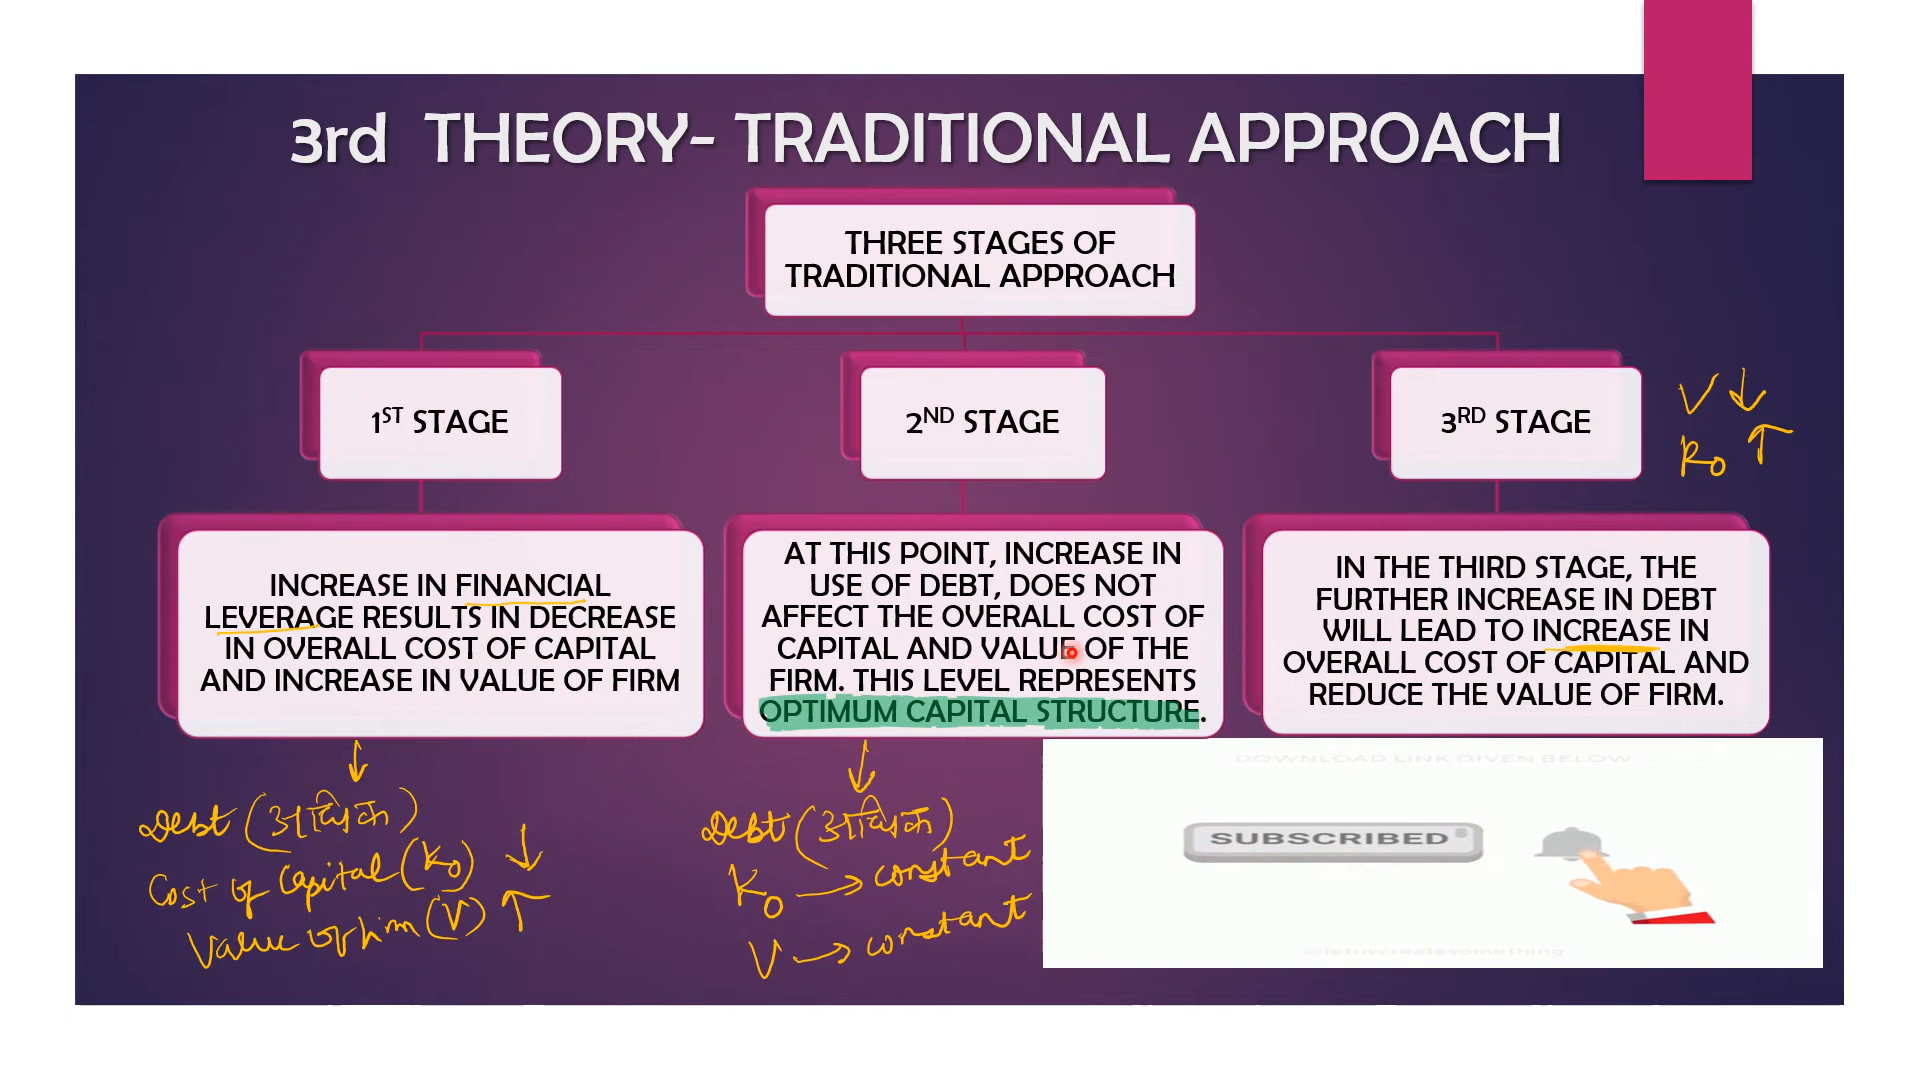 3rd THEORY- TRADITIONAL APPROACH
THREE STAGES OF
TRADITIONAL APPROACH
1ST STAGE
2ND STAGE
3RD STAGE
V ↓
Ko ↑
INCREASE IN FINANCIAL
LEVERAGE RESULTS IN DECREASE
IN OVERALL COST OF CAPITAL
AND INCREASE IN VALUE OF FIRM
AT THIS POINT, INCREASE IN
USE OF DEBT, DOES NOT
AFFECT THE OVERALL COST OF
CAPITAL AND VALUE OF THE
FIRM. THIS LEVEL REPRESENTS
OPTIMUM CAPITAL STRUCTURE.
IN THE THIRD STAGE, THE
FURTHER INCREASE IN DEBT
WILL LEAD TO INCREASE IN
OVERALL COST OF CAPITAL AND
REDUCE THE VALUE OF FIRM.
Debt (अधिक)
Cost of Capital (Ko) ↓
Value of firm (V) ↑
Debt (अधिक)
Ko → constant
V → constant
DOWNLOAD LINK GIVEN BELOW
SUBSCRIBED
@letuscreatesomething